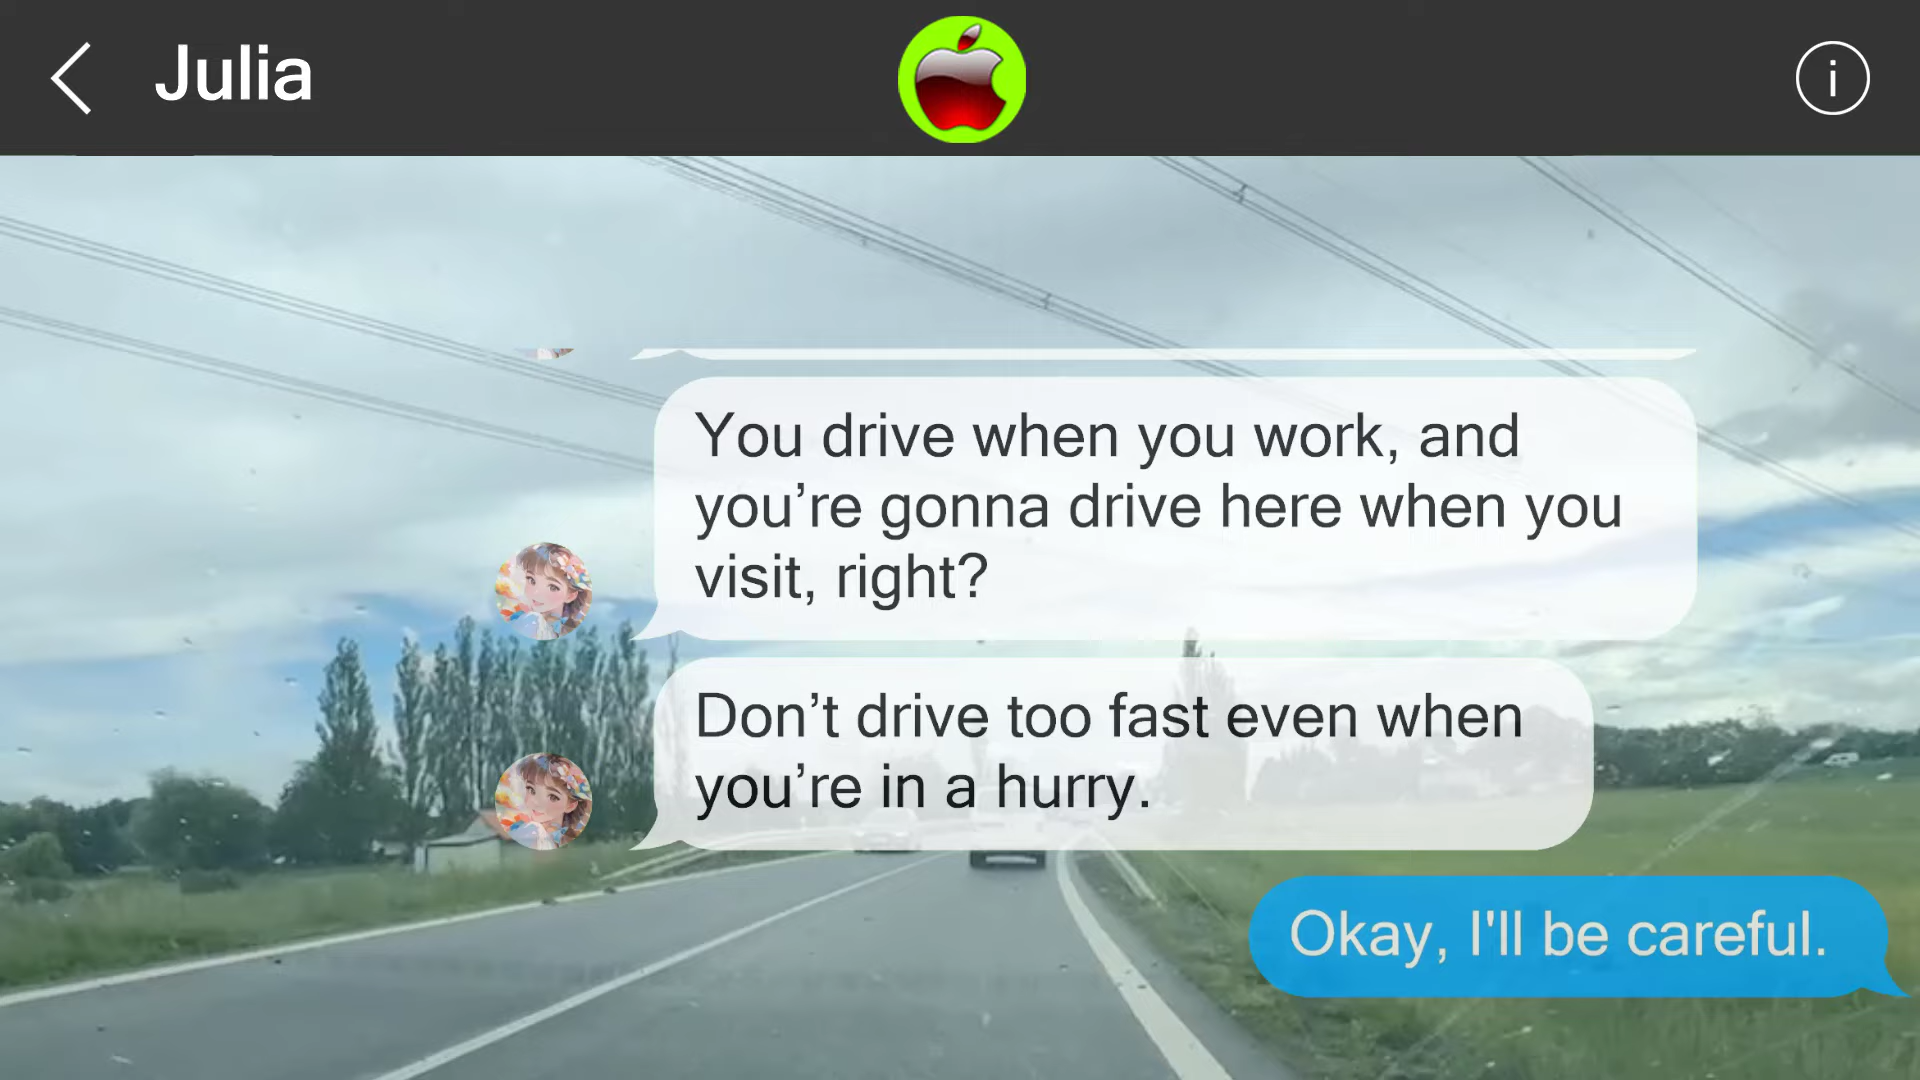 Julia
i
You drive when you work, and
you’re gonna drive here when you
visit, right?
Don’t drive too fast even when
you’re in a hurry.
Okay, I'll be careful.